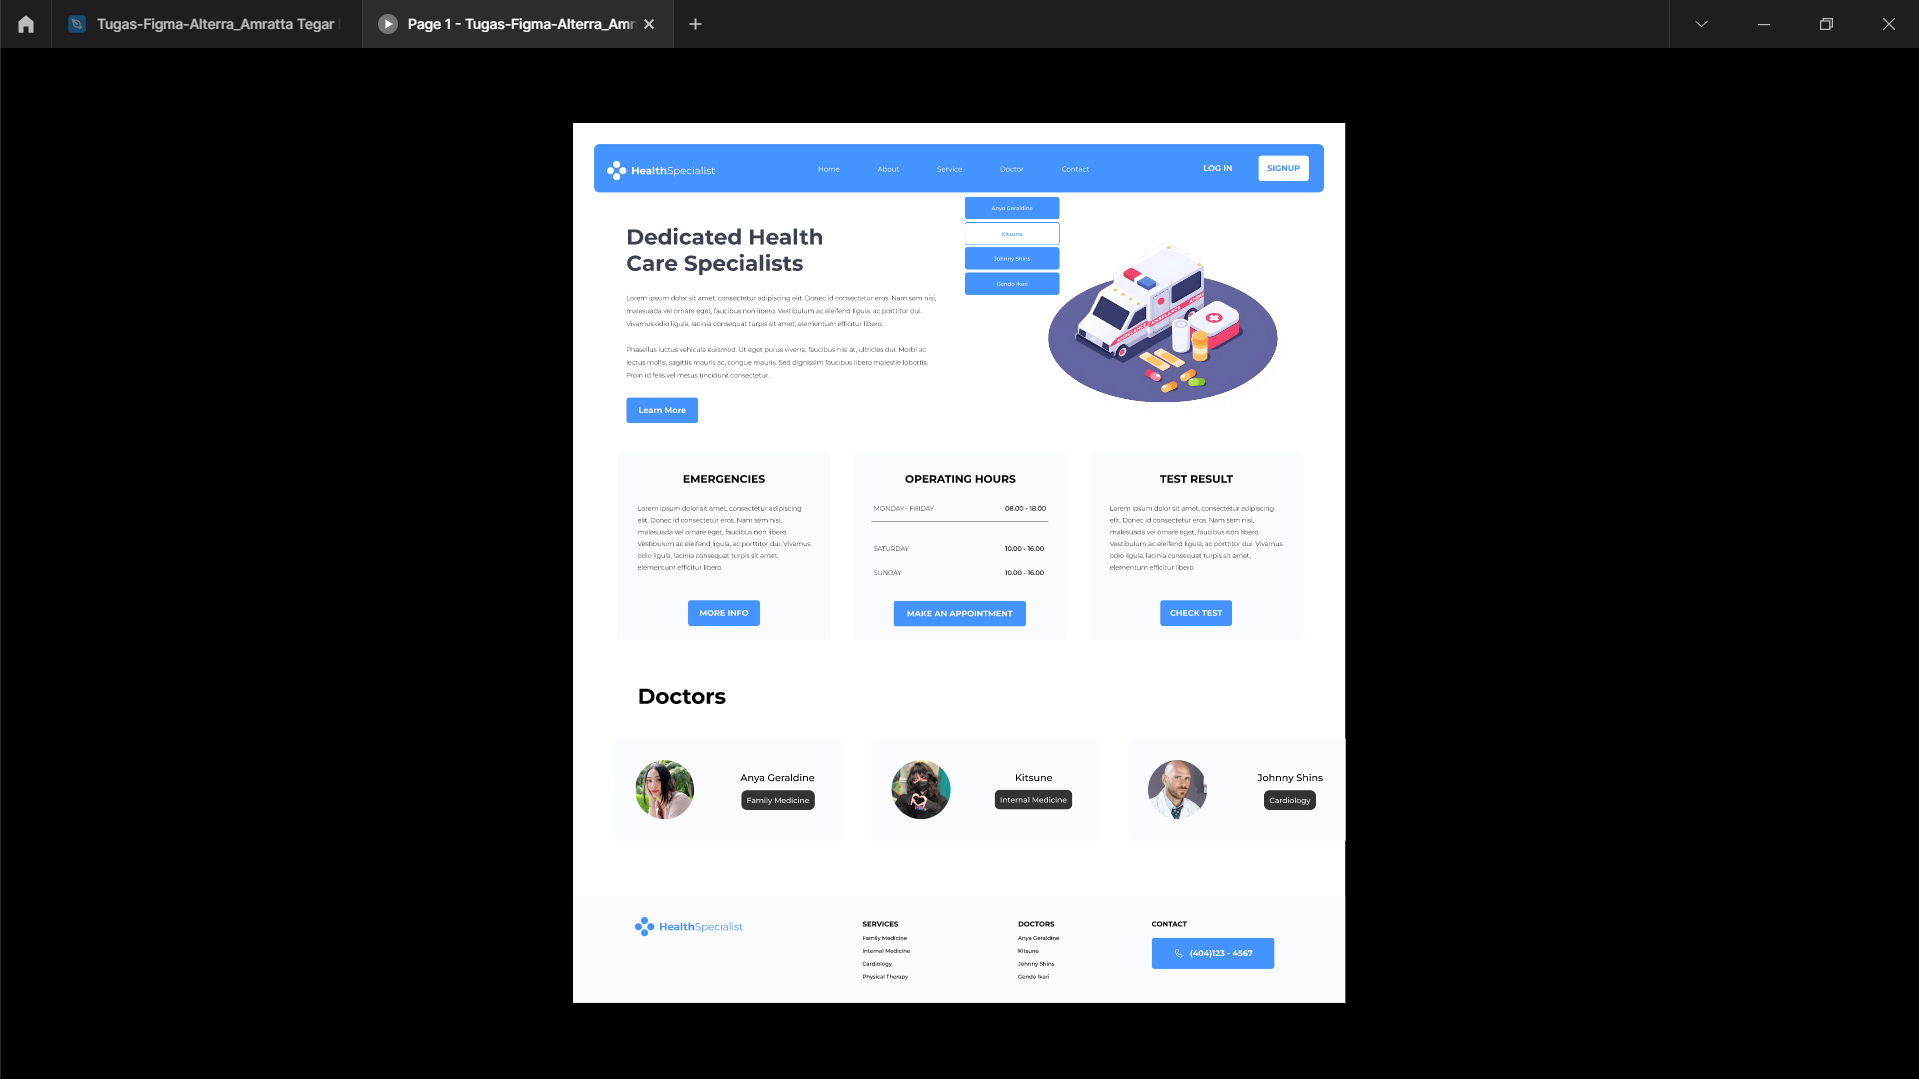 Tugas-Figma-Alterra_Amratta Tegar
Page 1 - Tugas-Figma-Alterra_Amr
HealthSpecialist
Home
About
Service
Doctor
Contact
LOG IN
SIGNUP
Anya Geraldine
Kitsune
Johnny Shins
Gendo Ikari
Dedicated Health
Care Specialists
Lorem ipsum dolor sit amet, consectetur adipiscing elit. Donec id consectetur eros. Nam sem nisi,
malesuada vel ornare eget, faucibus non libero. Vestibulum ac eleifend ligula, ac porttitor dui.
Vivamus odio ligula, lacinia consequat turpis sit amet, elementum efficitur libero.
Phasellus luctus vehicula euismod. Ut eget purus viverra, faucibus nisi at, ultricies dui. Morbi ac
lectus mollis, sagittis mauris ac, congue mauris. Sed dignissim faucibus libero molestie lobortis.
Proin id felis vel metus tincidunt consectetur.
Learn More
AMBULANCE AMBULANCE
EMERGENCIES
Lorem ipsum dolor sit amet, consectetur adipiscing
elit. Donec id consectetur eros. Nam sem nisi,
malesuada vel ornare eget, faucibus non libero.
Vestibulum ac eleifend ligula, ac porttitor dui. Vivamus
odio ligula, lacinia consequat turpis sit amet,
elementum efficitur libero.
MORE INFO
OPERATING HOURS
MONDAY - FRIDAY 08.00 - 18.00
SATURDAY 10.00 - 16.00
SUNDAY 10.00 - 16.00
MAKE AN APPOINTMENT
TEST RESULT
Lorem ipsum dolor sit amet, consectetur adipiscing
elit. Donec id consectetur eros. Nam sem nisi,
malesuada vel ornare eget, faucibus non libero.
Vestibulum ac eleifend ligula, ac porttitor dui. Vivamus
odio ligula, lacinia consequat turpis sit amet,
elementum efficitur libero.
CHECK TEST
Doctors
Anya Geraldine
Family Medicine
Kitsune
Internal Medicine
Johnny Shins
Cardiology
HealthSpecialist
SERVICES
Family Medicine
Internal Medicine
Cardiology
Physical Therapy
DOCTORS
Anya Geraldine
Kitsune
Johnny Shins
Gendo Ikari
CONTACT
(404)123 - 4567